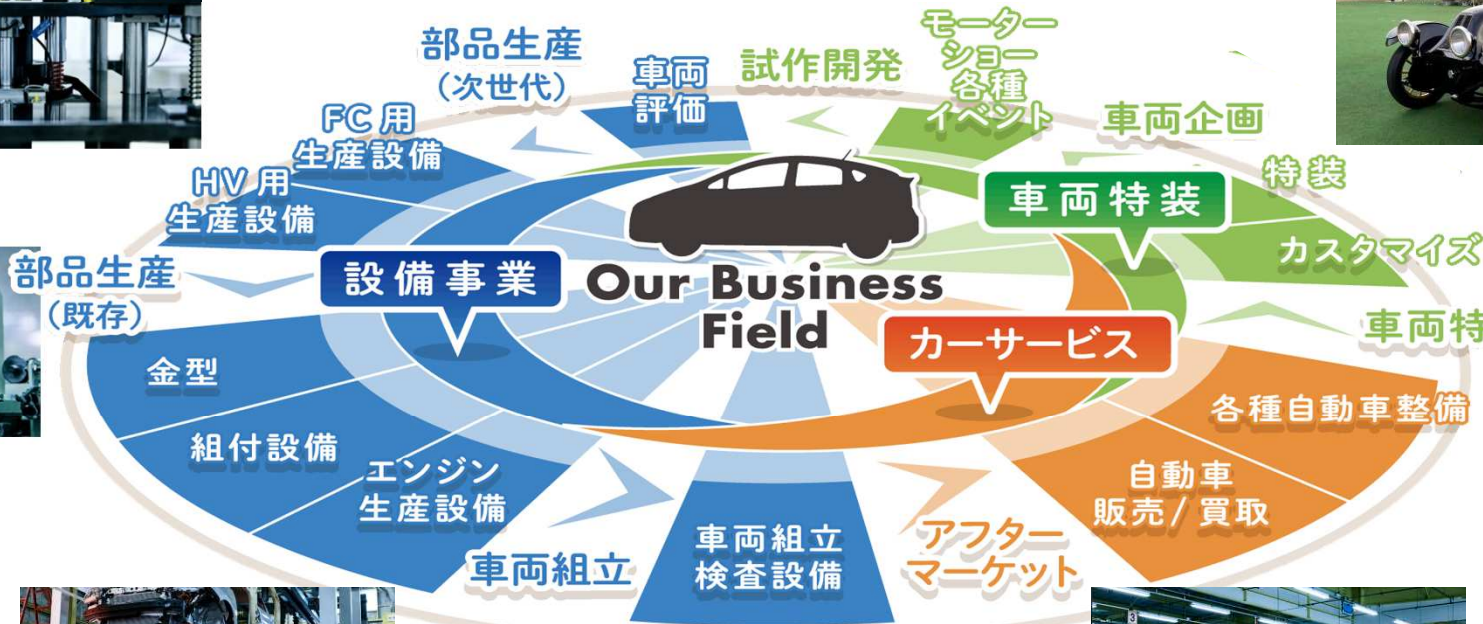 モーター
ショー
各種
イベント
部品生産
(次世代)
車両
評価
試作開発
車両企画
FC用
生産設備
HV用
生産設備
特装
車両特装
カスタマイズ
部品生産
(既存)
設備事業
Our Business
Field
カーサービス
車両特
金型
各種自動車整備
組付設備
エンジン
生産設備
自動車
販売/買取
車両組立
車両組立
検査設備
アフター
マーケット
3